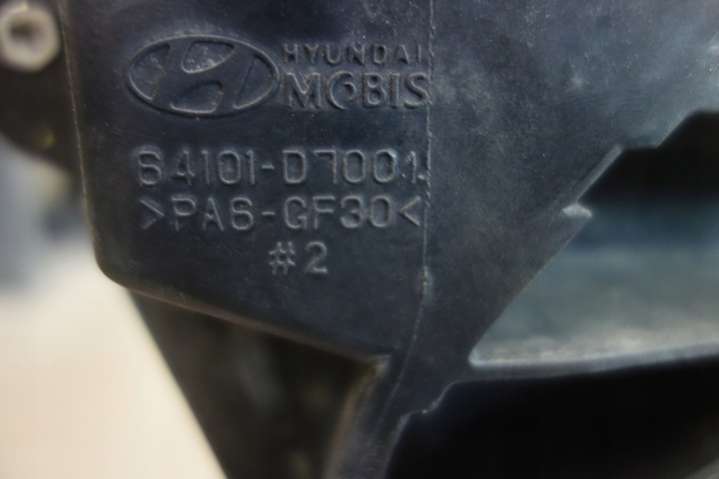 HYUNDAI
MOBIS
64101-D7001
>PA6-GF30<
#2